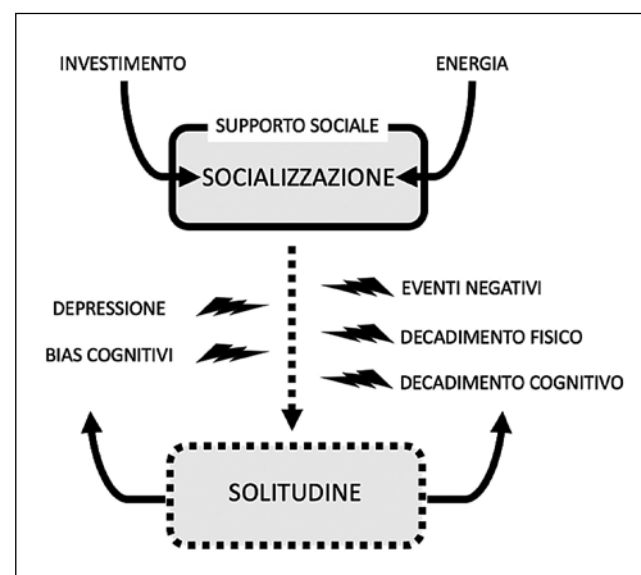 INVESTIMENTO
ENERGIA
SUPPORTO SOCIALE
SOCIALIZZAZIONE
EVENTI NEGATIVI
DEPRESSIONE
DECADIMENTO FISICO
BIAS COGNITIVI
DECADIMENTO COGNITIVO
SOLITUDINE